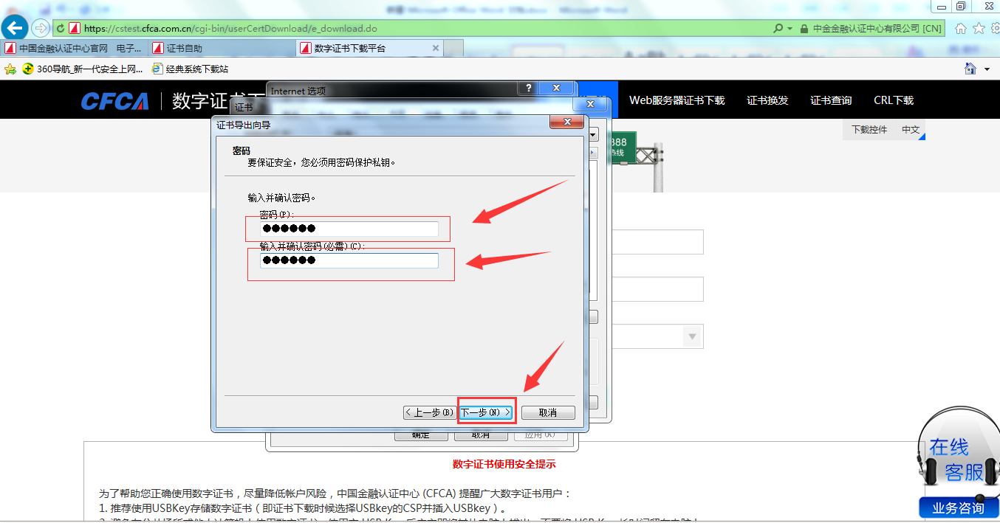 https://cstest.cfca.com.cn/cgi-bin/userCertDownload/e_download.do
中金金融认证中心有限公司 [CN]
中国金融认证中心官网 电子...
证书自助
数字证书下载平台
360导航_新一代安全上网...
经典系统下载站
CFCA
数字证
Web服务器证书下载
证书换发
证书查询
CRL下载
下载控件
中文
Internet 选项
证书
证书导出向导
密码
要保证安全，您必须用密码保护私钥。
输入并确认密码。
密码(P):
●●●●●●
输入并确认密码(必需)(C):
●●●●●●
< 上一步(B)
下一步(N) >
取消
确定
取消
应用(A)
888
热线
数字证书使用安全提示
为了帮助您正确使用数字证书，尽量降低帐户风险，中国金融认证中心 (CFCA) 提醒广大数字证书用户：
1. 推荐使用USBKey存储数字证书（即证书下载时候选择USBkey的CSP并插入USBkey）。
在线
客服
业务咨询